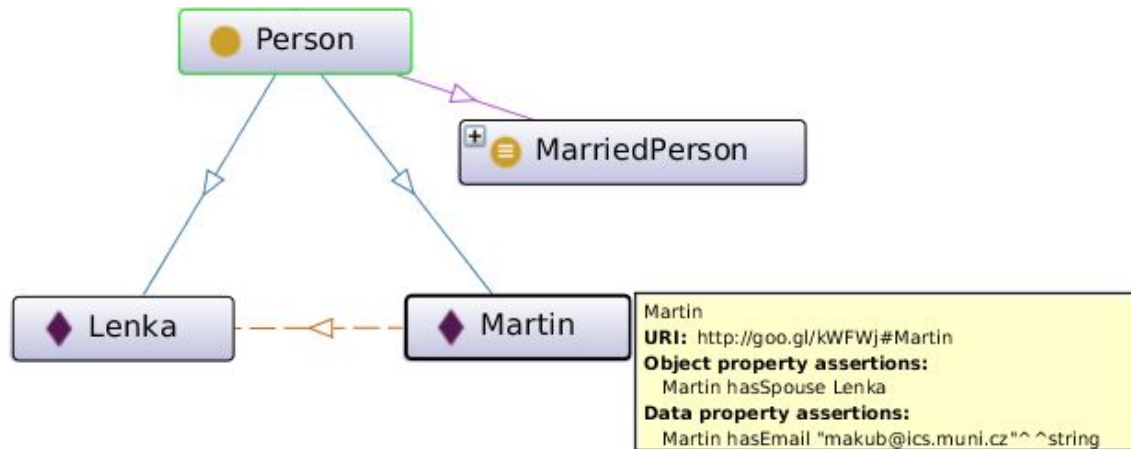 Person
MarriedPerson
Lenka
Martin
Martin
URI: http://goo.gl/kWFWj#Martin
Object property assertions:
Martin hasSpouse Lenka
Data property assertions:
Martin hasEmail "makub@ics.muni.cz"^^string